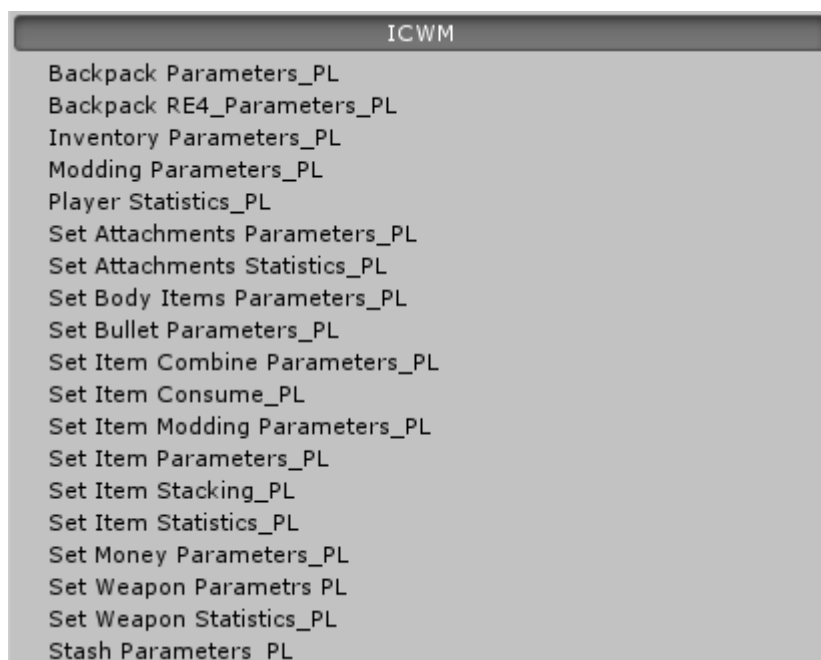 ICWM
Backpack Parameters_PL
Backpack RE4_Parameters_PL
Inventory Parameters_PL
Modding Parameters_PL
Player Statistics_PL
Set Attachments Parameters_PL
Set Attachments Statistics_PL
Set Body Items Parameters_PL
Set Bullet Parameters_PL
Set Item Combine Parameters_PL
Set Item Consume_PL
Set Item Modding Parameters_PL
Set Item Parameters_PL
Set Item Stacking_PL
Set Item Statistics_PL
Set Money Parameters_PL
Set Weapon Parametrs PL
Set Weapon Statistics_PL
Stash Parameters PL